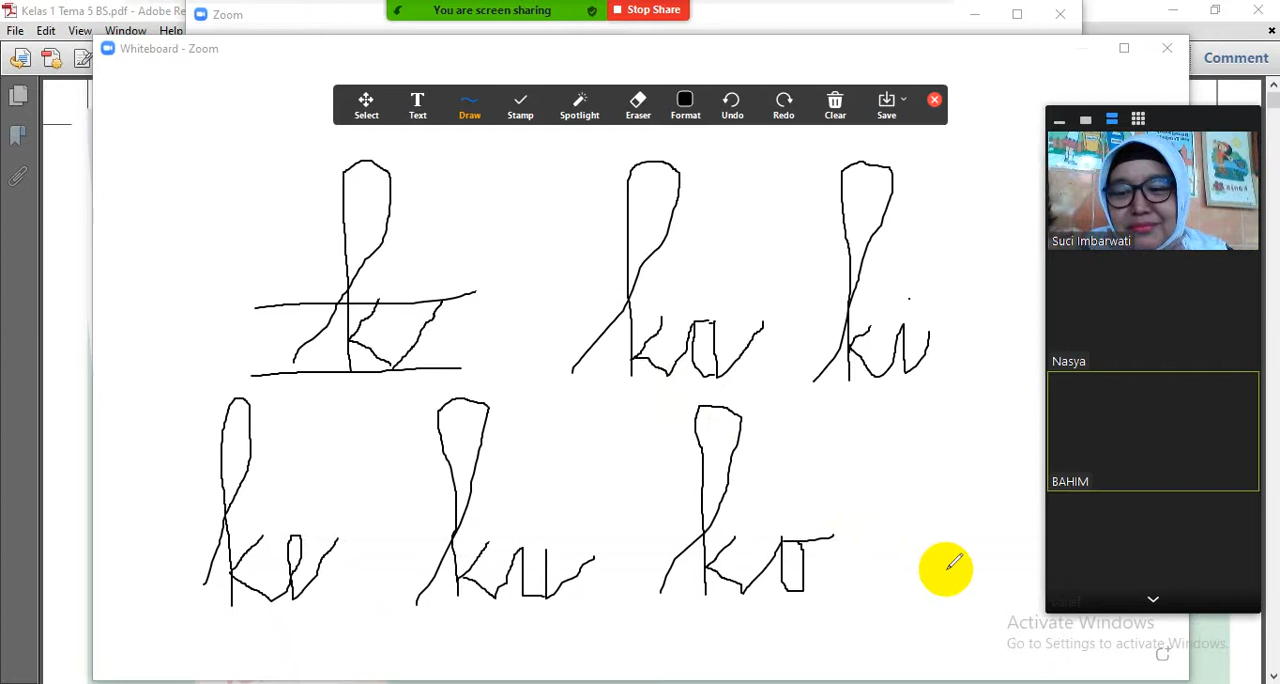 Kelas 1 Tema 5 BS.pdf - Adobe Re
Zoom
You are screen sharing
Stop Share
File Edit View Window Help
Whiteboard - Zoom
Comment
Select Text Draw Stamp Spotlight Eraser Format Undo Redo Clear Save
k ka ki
Suci Imbarwati
Nasya
ke ku ko
BAHIM
Activate Windows
Go to Settings to activate Windows.